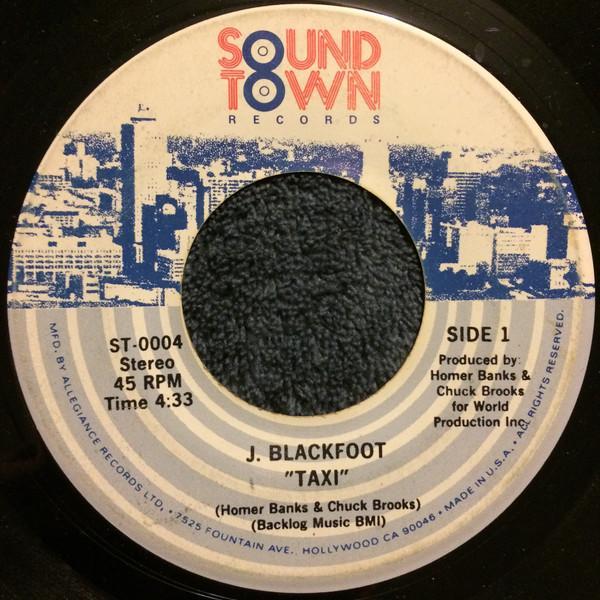 SOUND
TOWN
RECORDS
ST-0004
Stereo
45 RPM
Time 4:33
SIDE 1
Produced by:
Homer Banks &
Chuck Brooks
for World
Production Inc.
J. BLACKFOOT
"TAXI"
(Homer Banks & Chuck Brooks)
(Backlog Music BMI)
MFD. BY ALLEGIANCE RECORDS LTD. • 7525 FOUNTAIN AVE., HOLLYWOOD CA 90046 • MADE IN U.S.A. • ALL RIGHTS RESERVED.